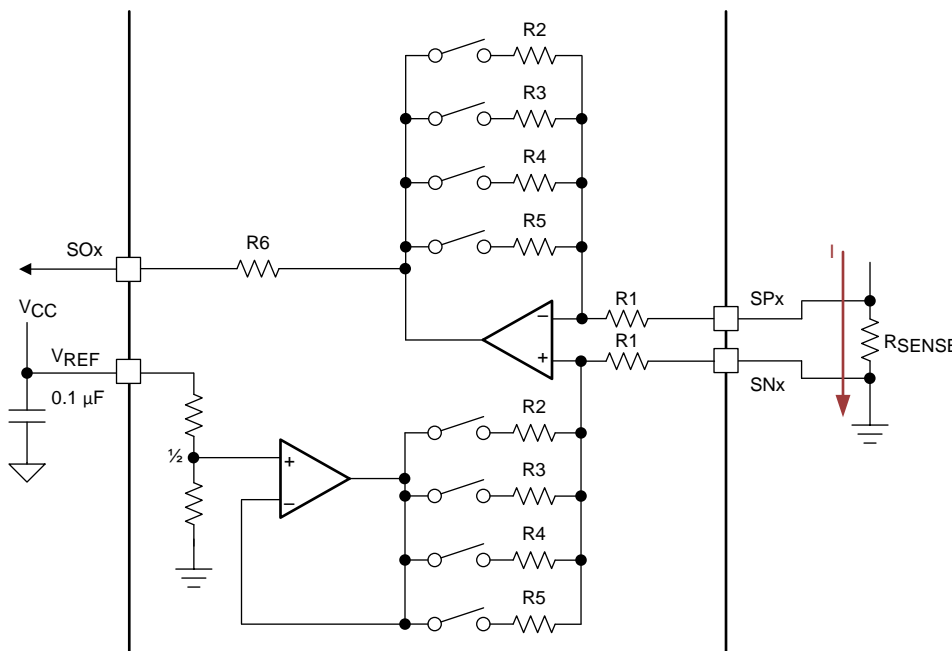 R2
R3
R4
R5
SOx
R6
I
VCC
R1
SPx
VREF
R1
RSENSE
0.1 µF
SNx
½
+
−
−
+
R2
R3
R4
R5